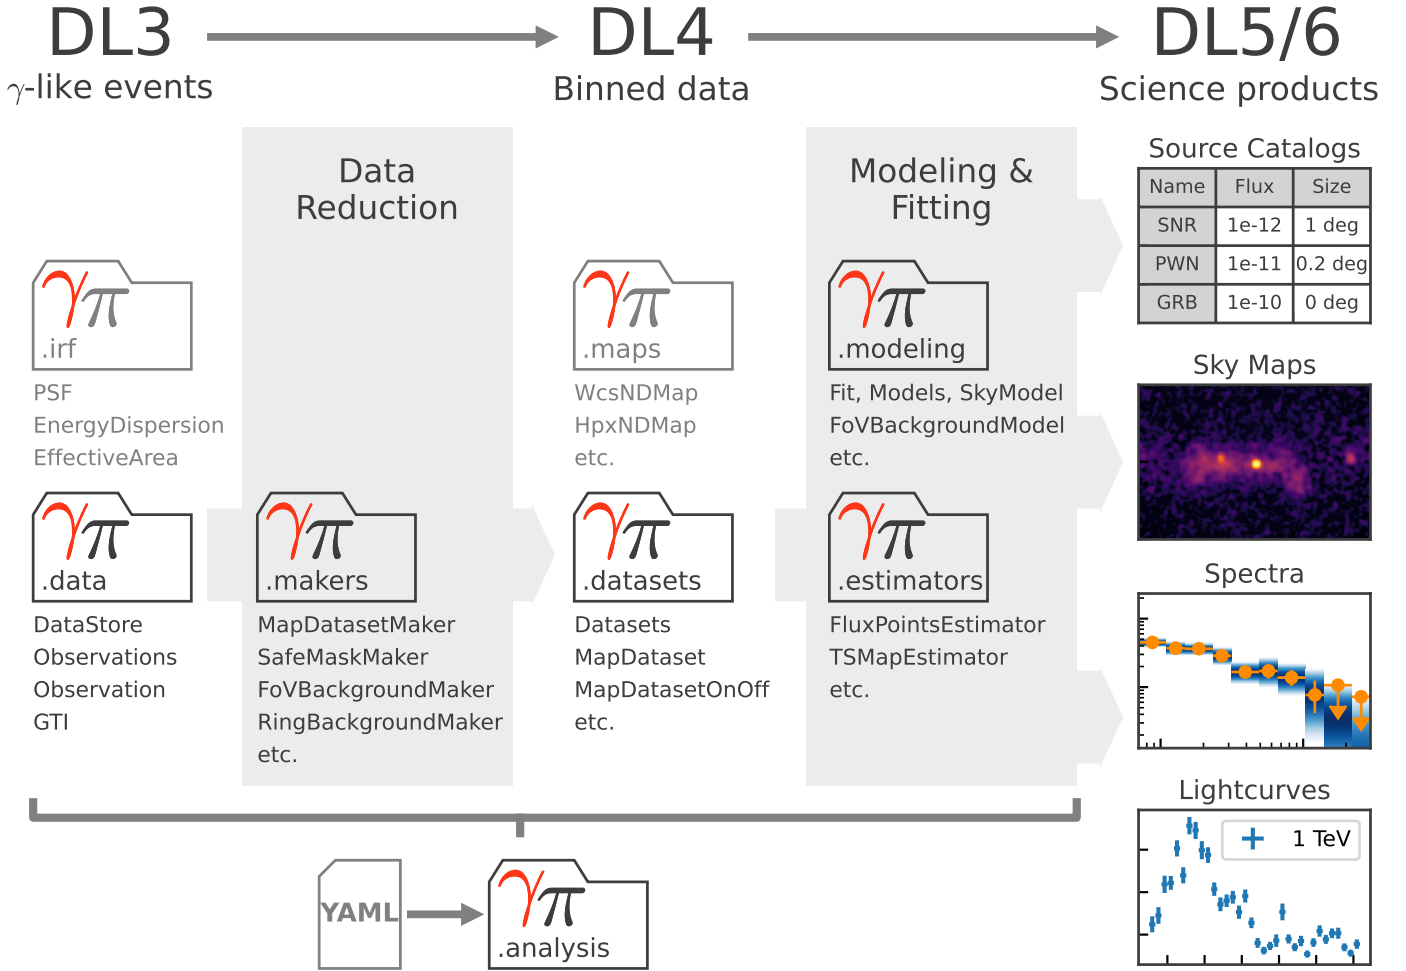 DL3
DL4
DL5/6
γ-like events
Binned data
Science products
Data
Reduction
Modeling &
Fitting
γπ
.irf
PSF
EnergyDispersion
EffectiveArea
γπ
.data
DataStore
Observations
Observation
GTI
γπ
.makers
MapDatasetMaker
SafeMaskMaker
FoVBackgroundMaker
RingBackgroundMaker
etc.
γπ
.maps
WcsNDMap
HpxNDMap
etc.
γπ
.datasets
Datasets
MapDataset
MapDatasetOnOff
etc.
γπ
.modeling
Fit, Models, SkyModel
FoVBackgroundModel
etc.
γπ
.estimators
FluxPointsEstimator
TSMapEstimator
etc.
Source Catalogs
Name Flux Size
SNR 1e-12 1 deg
PWN 1e-11 0.2 deg
GRB 1e-10 0 deg
Sky Maps
Spectra
Lightcurves
1 TeV
YAML
γπ
.analysis